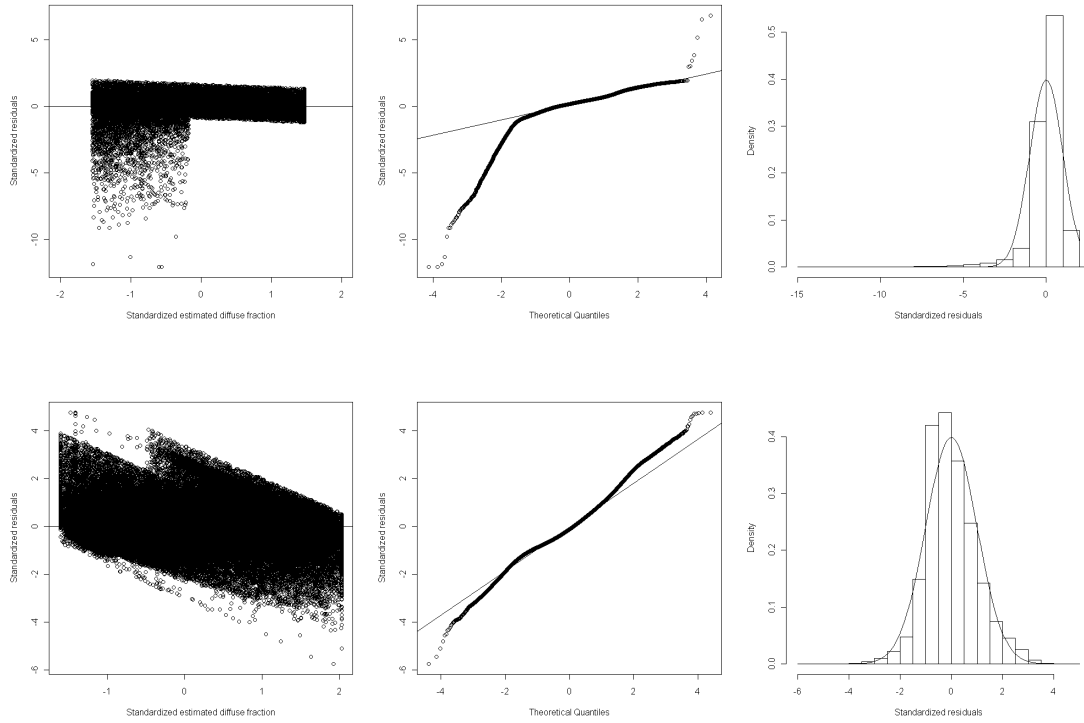 Standardized residuals
5
0
-5
-10
-2 -1 0 1 2
Standardized estimated diffuse fraction
Standardized residuals
5
0
-5
-10
-4 -2 0 2 4
Theoretical Quantiles
Density
0.5
0.4
0.3
0.2
0.1
0.0
-15 -10 -5 0
Standardized residuals
Standardized residuals
4
2
0
-2
-4
-6
-1 0 1 2
Standardized estimated diffuse fraction
Standardized residuals
4
2
0
-2
-4
-6
-4 -2 0 2 4
Theoretical Quantiles
Density
0.4
0.3
0.2
0.1
0.0
-6 -4 -2 0 2 4
Standardized residuals